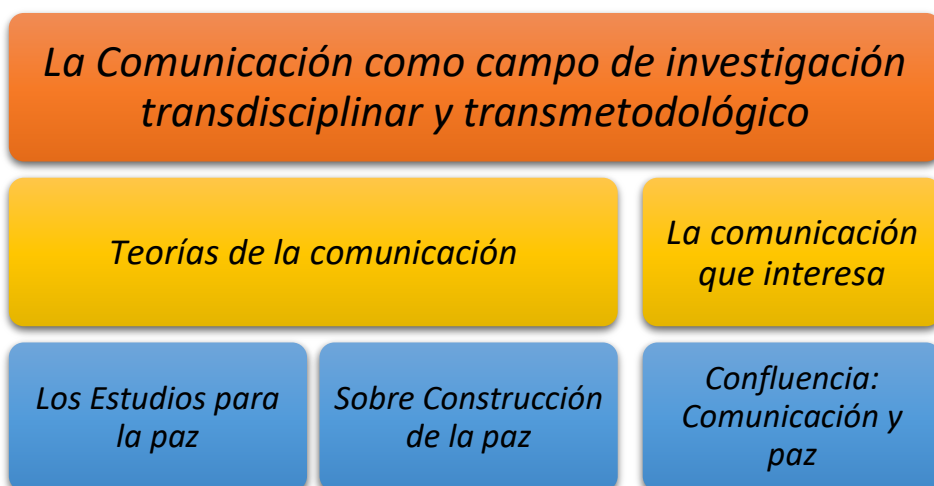 La Comunicación como campo de investigación
transdisciplinar y transmetodológico
Teorías de la comunicación
La comunicación
que interesa
Los Estudios para
la paz
Sobre Construcción
de la paz
Confluencia:
Comunicación y
paz